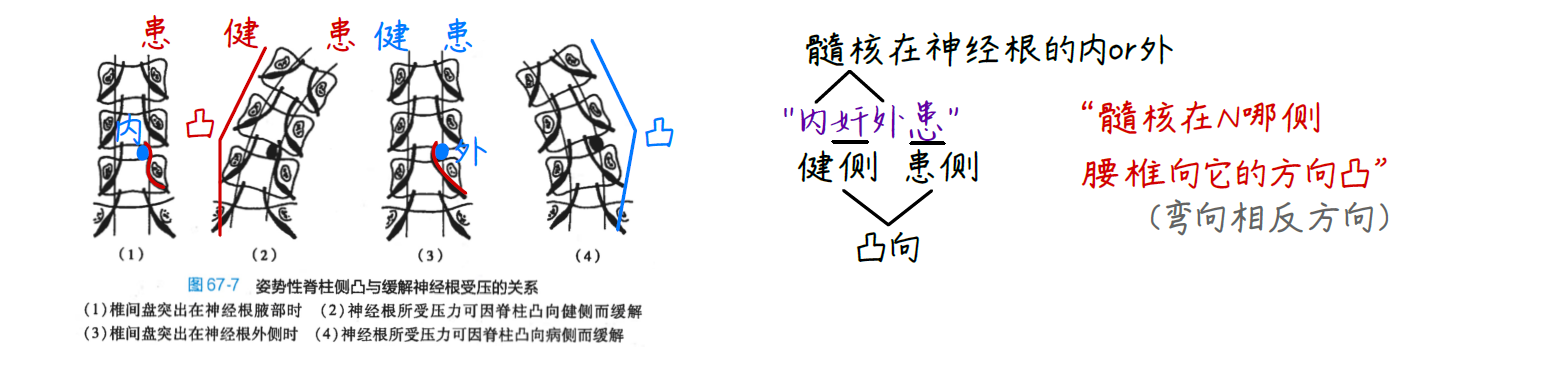 患 健 患 健 患
凸
内
外
凸
(1) (2) (3) (4)
图 67-7 姿势性脊柱侧凸与缓解神经根受压的关系
(1)椎间盘突出在神经根腋部时 (2)神经根所受压力可因脊柱凸向健侧而缓解
(3)椎间盘突出在神经根外侧时 (4)神经根所受压力可因脊柱凸向病侧而缓解
髓核在神经根的内or外
"内奸外患"
健侧 患侧
凸向
“髓核在N哪侧
腰椎向它的方向凸”
(弯向相反方向)